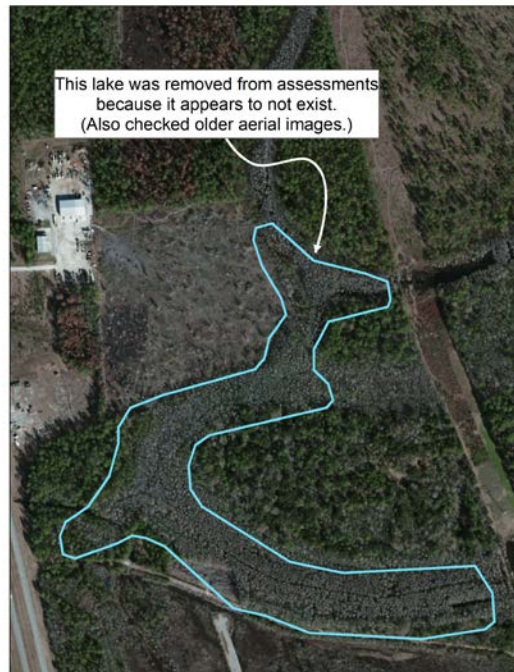 This lake was removed from assessments
because it appears to not exist.
(Also checked older aerial images.)